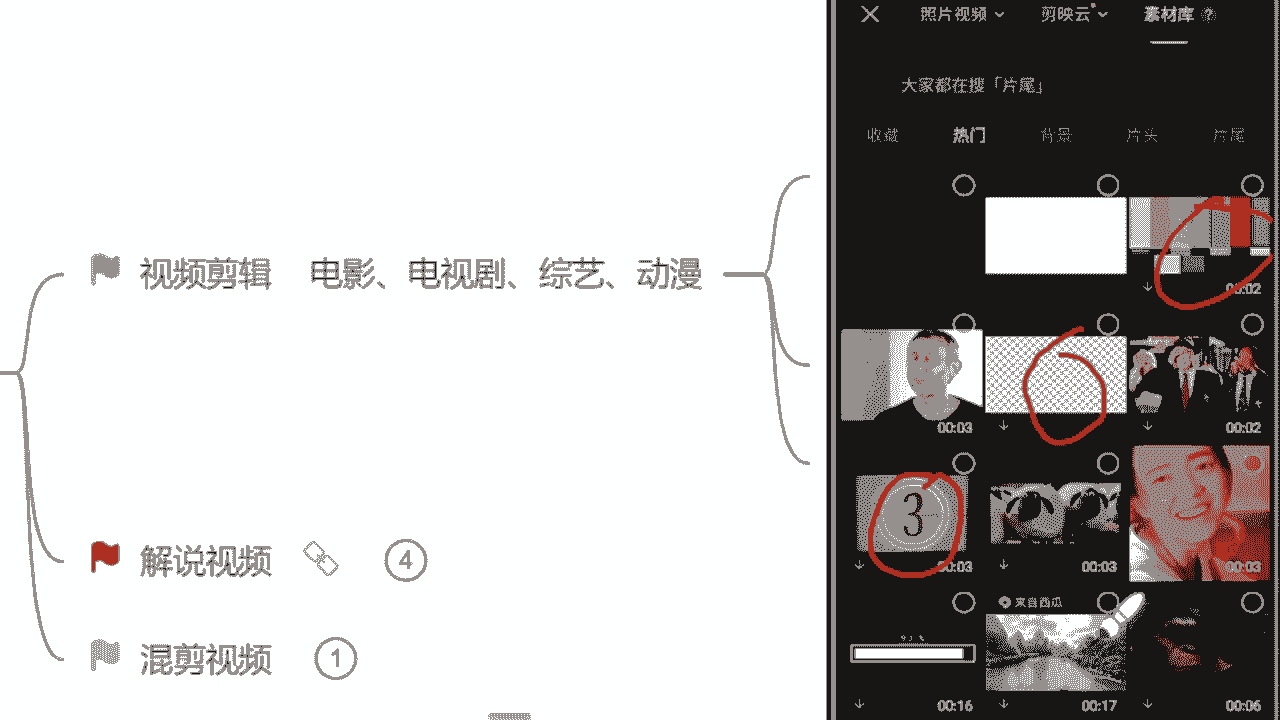 视频剪辑 电影、电视剧、综艺、动漫
解说视频 4
混剪视频 1
照片视频 剪映云 素材库 ?
大家都在搜「片尾」
收藏 热门 背景 片头 片尾
00:02
00:03 00:02
3
00:03 00:03 00:03
来自西瓜
00:16 00:17 00:06